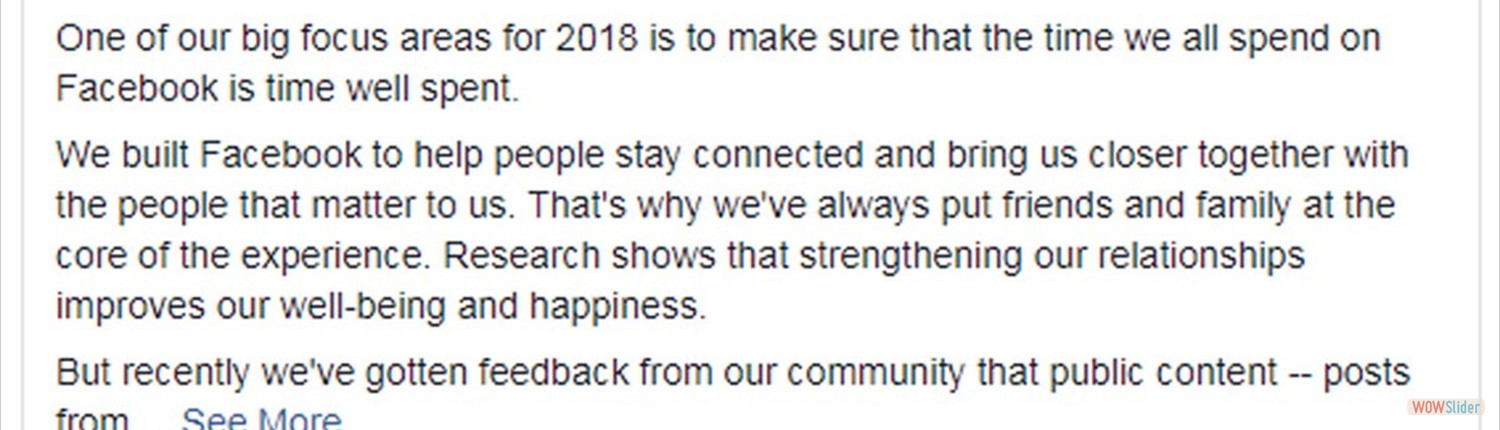 One of our big focus areas for 2018 is to make sure that the time we all spend on
Facebook is time well spent.
We built Facebook to help people stay connected and bring us closer together with
the people that matter to us. That's why we've always put friends and family at the
core of the experience. Research shows that strengthening our relationships
improves our well-being and happiness.
But recently we've gotten feedback from our community that public content -- posts
from ... See More
WOWSlider